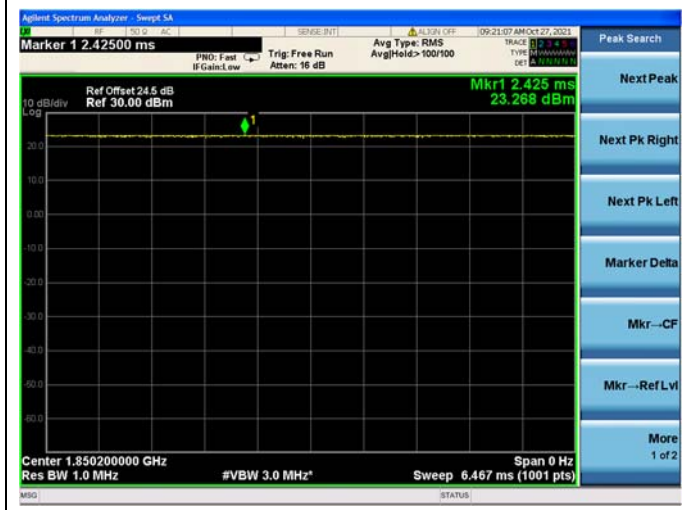 Agilent Spectrum Analyzer - Swept SA
RF 50 Ω AC SENSE:INT ALIGN OFF 09:21:07 AM Oct 27, 2021
Marker 1 2.42500 ms
PNO: Fast
IFGain:Low
Trig: Free Run
Atten: 16 dB
Avg Type: RMS
Avg|Hold:>100/100
TRACE 1 2 3 4 5 6
TYPE
DET A N N N N N
Peak Search
Next Peak
Next Pk Right
Next Pk Left
Marker Delta
Mkr→CF
Mkr→RefLvl
More
1 of 2
Ref Offset 24.5 dB
10 dB/div Ref 30.00 dBm
Log
Mkr1 2.425 ms
23.268 dBm
1
20.0
10.0
0.00
-10.0
-20.0
-30.0
-40.0
-50.0
-60.0
Center 1.850200000 GHz Span 0 Hz
Res BW 1.0 MHz #VBW 3.0 MHz* Sweep 6.467 ms (1001 pts)
MSG STATUS